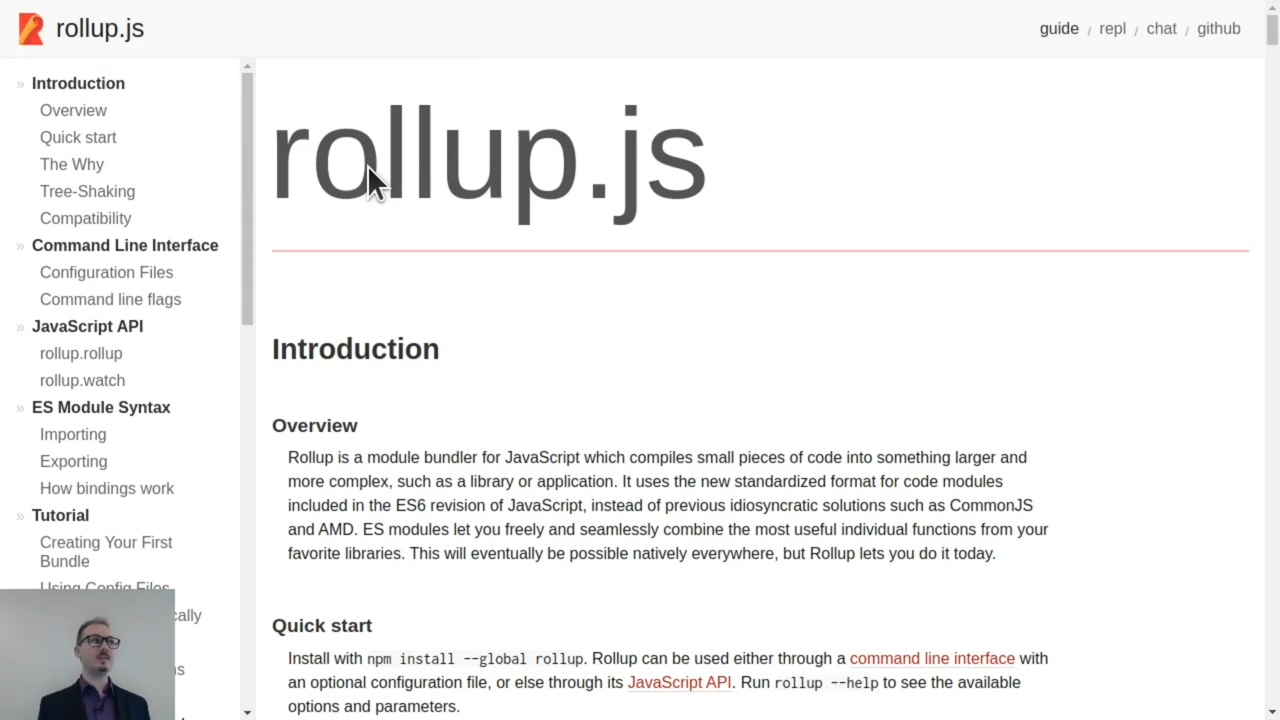 rollup.js
guide / repl / chat / github
» Introduction
Overview
Quick start
The Why
Tree-Shaking
Compatibility
» Command Line Interface
Configuration Files
Command line flags
» JavaScript API
rollup.rollup
rollup.watch
» ES Module Syntax
Importing
Exporting
How bindings work
» Tutorial
Creating Your First
Bundle
Using Config Files
rollup.js
Introduction
Overview
Rollup is a module bundler for JavaScript which compiles small pieces of code into something larger and
more complex, such as a library or application. It uses the new standardized format for code modules
included in the ES6 revision of JavaScript, instead of previous idiosyncratic solutions such as CommonJS
and AMD. ES modules let you freely and seamlessly combine the most useful individual functions from your
favorite libraries. This will eventually be possible natively everywhere, but Rollup lets you do it today.
Quick start
Install with npm install --global rollup. Rollup can be used either through a command line interface with
an optional configuration file, or else through its JavaScript API. Run rollup --help to see the available
options and parameters.